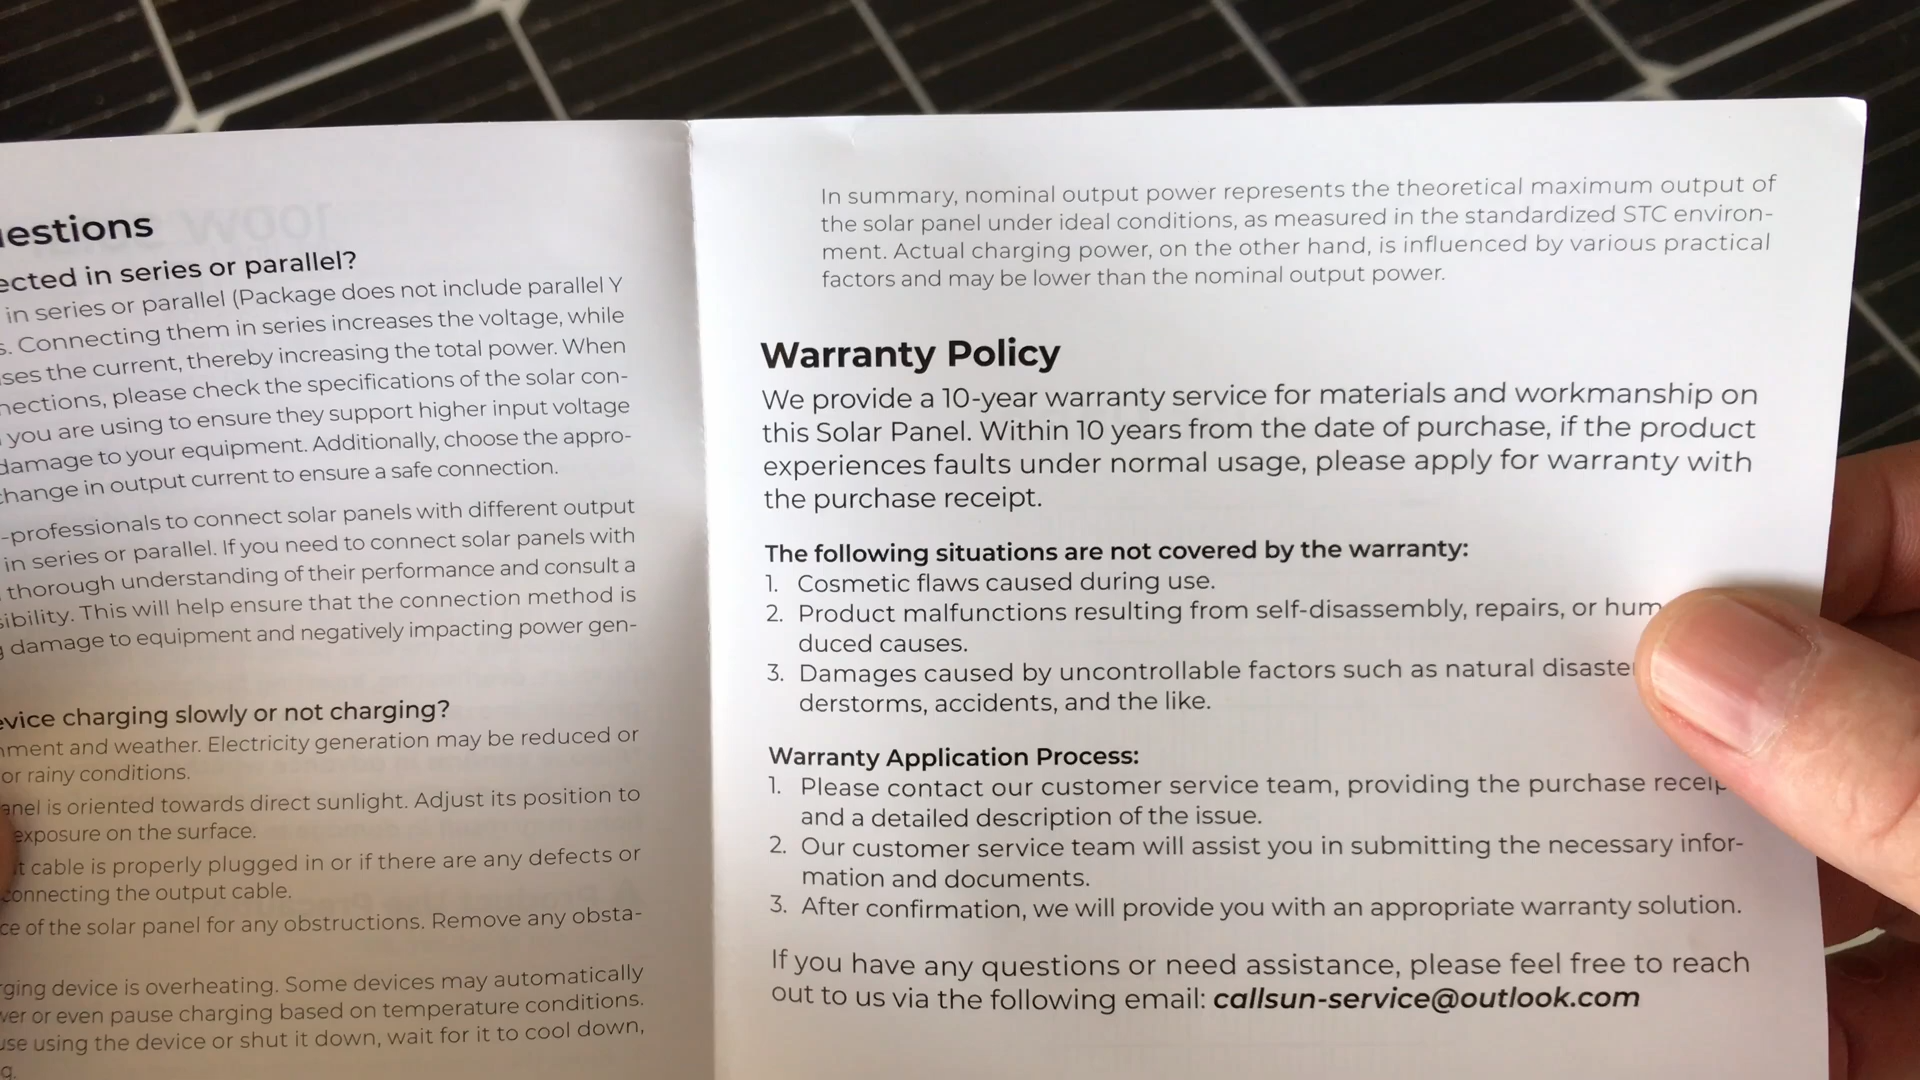 estions
ected in series or parallel?
in series or parallel (Package does not include parallel Y
s. Connecting them in series increases the voltage, while
ses the current, thereby increasing the total power. When
nections, please check the specifications of the solar con-
you are using to ensure they support higher input voltage
damage to your equipment. Additionally, choose the appro-
change in output current to ensure a safe connection.
-professionals to connect solar panels with different output
in series or parallel. If you need to connect solar panels with
thorough understanding of their performance and consult a
sibility. This will help ensure that the connection method is
g damage to equipment and negatively impacting power gen-
evice charging slowly or not charging?
nment and weather. Electricity generation may be reduced or
or rainy conditions.
anel is oriented towards direct sunlight. Adjust its position to
exposure on the surface.
t cable is properly plugged in or if there are any defects or
connecting the output cable.
ce of the solar panel for any obstructions. Remove any obsta-
rging device is overheating. Some devices may automatically
wer or even pause charging based on temperature conditions.
use using the device or shut it down, wait for it to cool down,
g.
In summary, nominal output power represents the theoretical maximum output of
the solar panel under ideal conditions, as measured in the standardized STC environ-
ment. Actual charging power, on the other hand, is influenced by various practical
factors and may be lower than the nominal output power.
Warranty Policy
We provide a 10-year warranty service for materials and workmanship on
this Solar Panel. Within 10 years from the date of purchase, if the product
experiences faults under normal usage, please apply for warranty with
the purchase receipt.
The following situations are not covered by the warranty:
1. Cosmetic flaws caused during use.
2. Product malfunctions resulting from self-disassembly, repairs, or hum
duced causes.
3. Damages caused by uncontrollable factors such as natural disaste
derstorms, accidents, and the like.
Warranty Application Process:
1. Please contact our customer service team, providing the purchase receip
and a detailed description of the issue.
2. Our customer service team will assist you in submitting the necessary infor-
mation and documents.
3. After confirmation, we will provide you with an appropriate warranty solution.
If you have any questions or need assistance, please feel free to reach
out to us via the following email: callsun-service@outlook.com